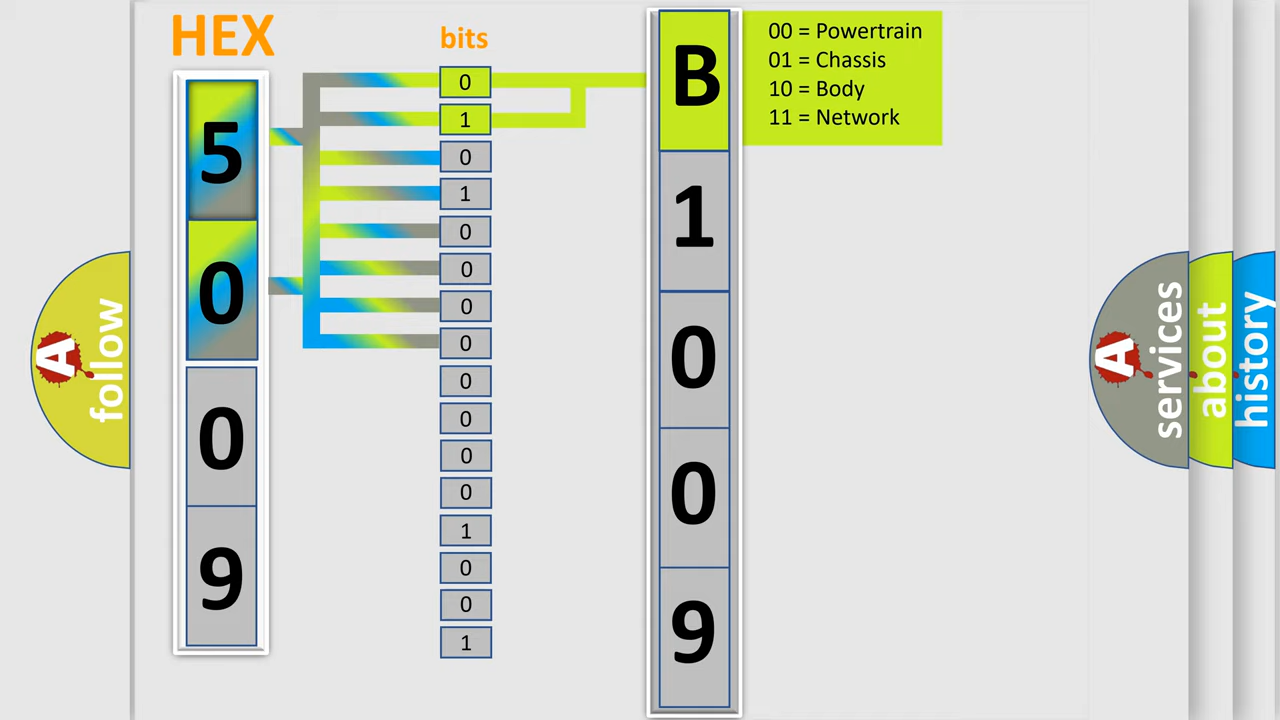 HEX
bits
5
0
0
9
0
1
0
1
0
0
0
0
0
0
0
0
1
0
0
1
B
1
0
0
9
00 = Powertrain
01 = Chassis
10 = Body
11 = Network
A
follow
A
services
about
history